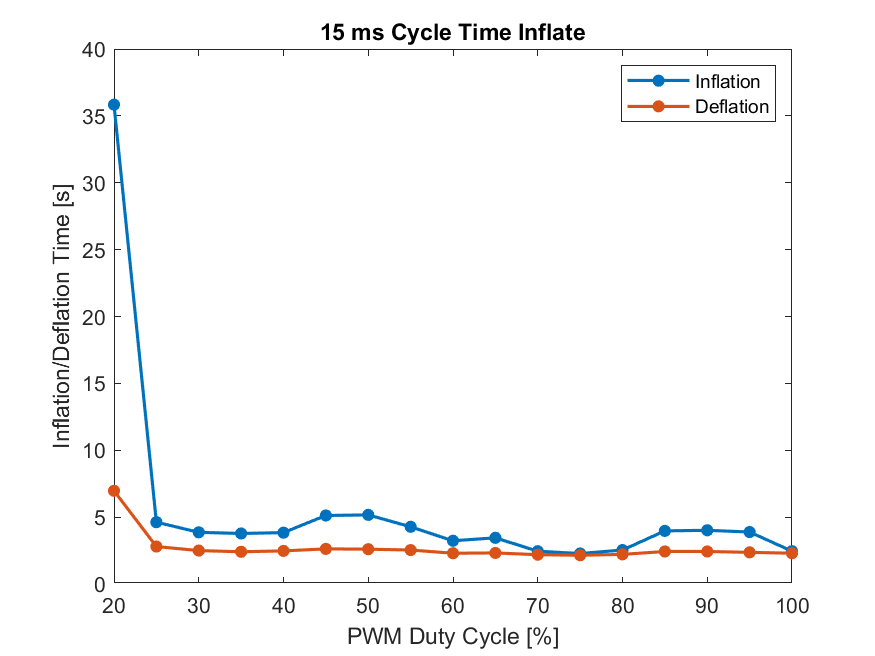 15 ms Cycle Time Inflate
Inflation
Deflation
Inflation/Deflation Time [s]
40
35
30
25
20
15
10
5
0
20 30 40 50 60 70 80 90 100
PWM Duty Cycle [%]